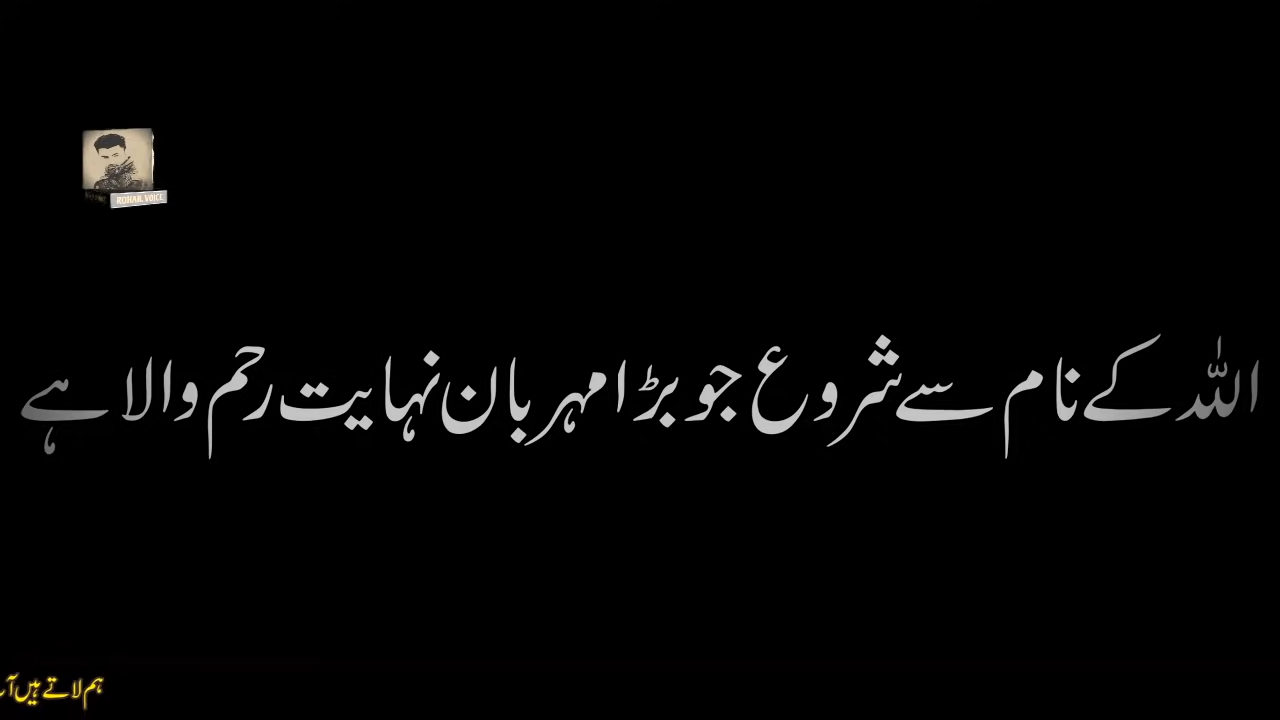 ROHAIL VOICE
اللہ کے نام سے شروع جو بڑا مہربان نہایت رحم والا ہے
ہم لاتے ہیں